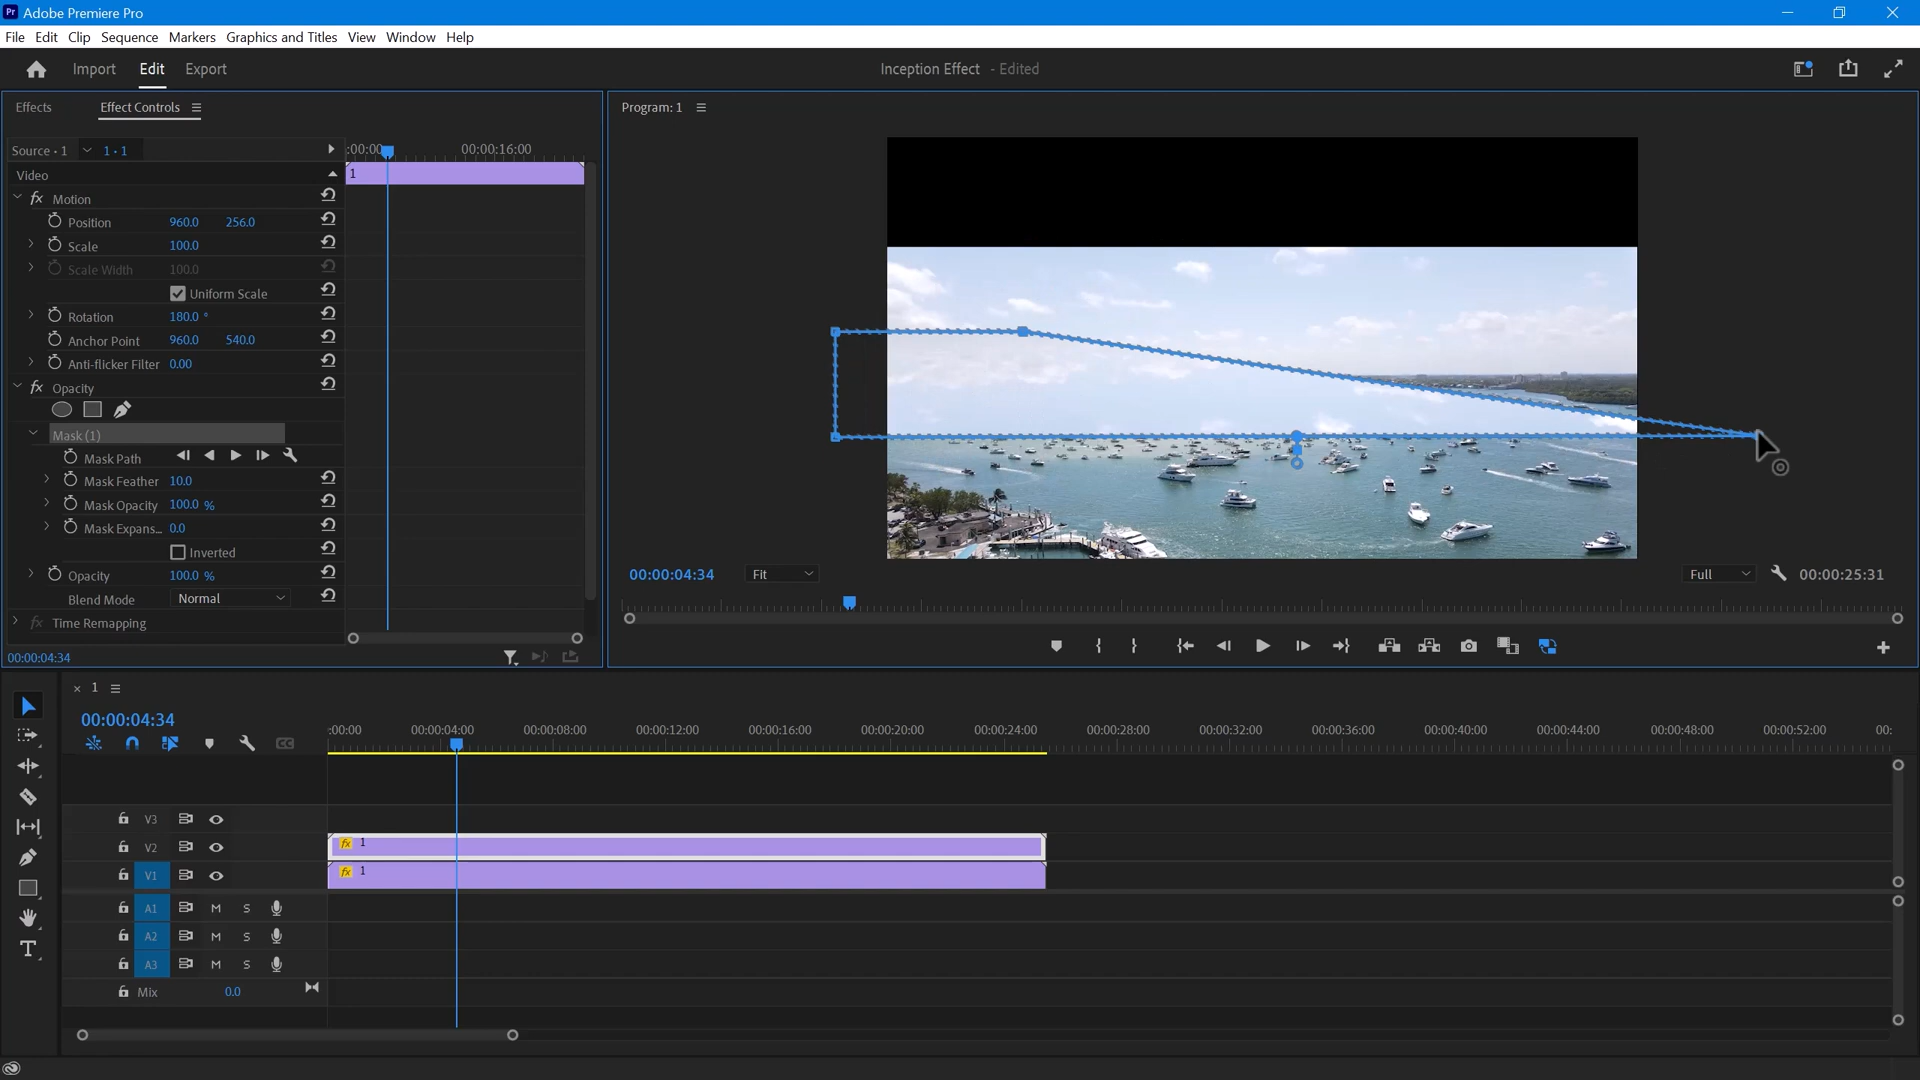 Pr Adobe Premiere Pro
File Edit Clip Sequence Markers Graphics and Titles View Window Help
Import Edit Export Inception Effect - Edited
Effects Effect Controls
Program: 1
Source • 1 1 • 1 :00:00 00:00:16:00
Video 1
fx Motion
Position 960.0 256.0
Scale 100.0
Scale Width 100.0
Uniform Scale
Rotation 180.0 °
Anchor Point 960.0 540.0
Anti-flicker Filter 0.00
fx Opacity
Mask (1)
Mask Path
Mask Feather 10.0
Mask Opacity 100.0 %
Mask Expans... 0.0
Inverted
Opacity 100.0 %
Blend Mode Normal
fx Time Remapping
00:00:04:34
00:00:04:34 Fit Full 00:00:25:31
1
00:00:04:34
:00:00 00:00:04:00 00:00:08:00 00:00:12:00 00:00:16:00 00:00:20:00 00:00:24:00 00:00:28:00 00:00:32:00 00:00:36:00 00:00:40:00 00:00:44:00 00:00:48:00 00:00:52:00 00:
CC
V3
V2 fx 1
V1 fx 1
A1 M S
A2 M S
A3 M S
Mix 0.0
T